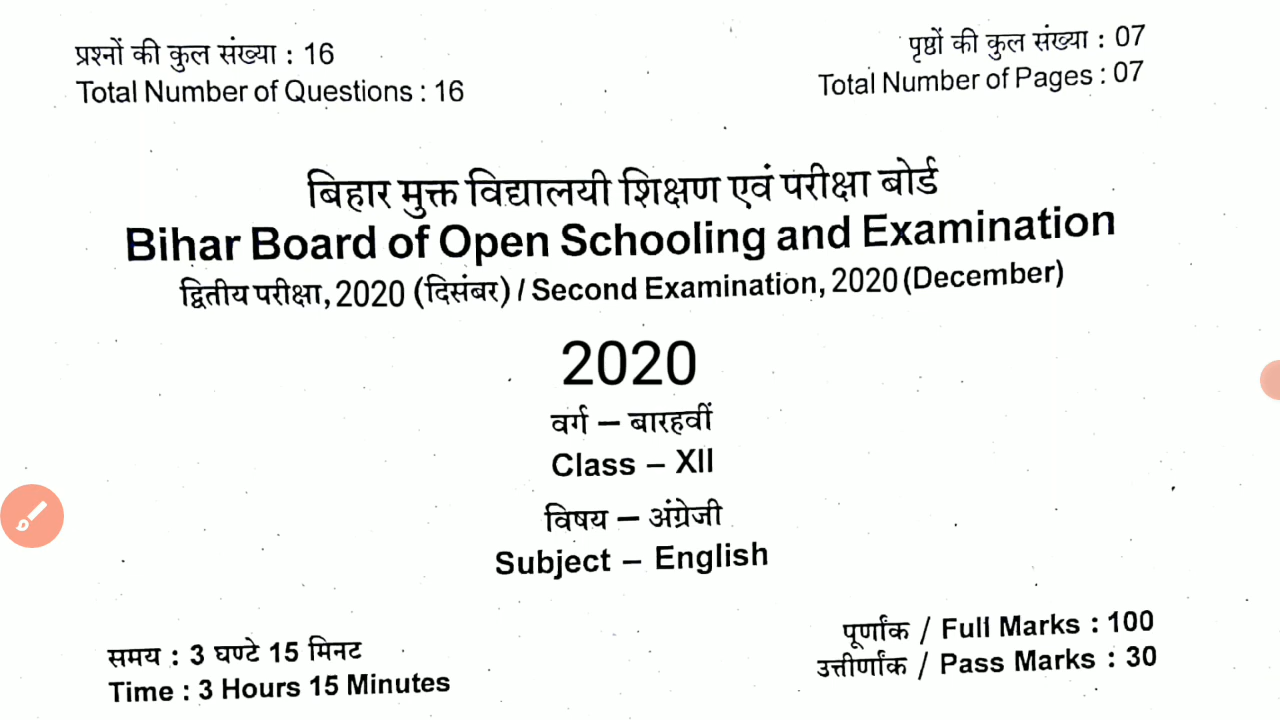 प्रश्नों की कुल संख्या : 16
पृष्ठों की कुल संख्या : 07
Total Number of Questions : 16
Total Number of Pages : 07
बिहार मुक्त विद्यालयी शिक्षण एवं परीक्षा बोर्ड
Bihar Board of Open Schooling and Examination
द्वितीय परीक्षा, 2020 (दिसंबर) / Second Examination, 2020 (December)
2020
वर्ग – बारहवीं
Class – XII
विषय – अंग्रेजी
Subject – English
समय : 3 घण्टे 15 मिनट
पूर्णांक / Full Marks : 100
Time : 3 Hours 15 Minutes
उत्तीर्णांक / Pass Marks : 30